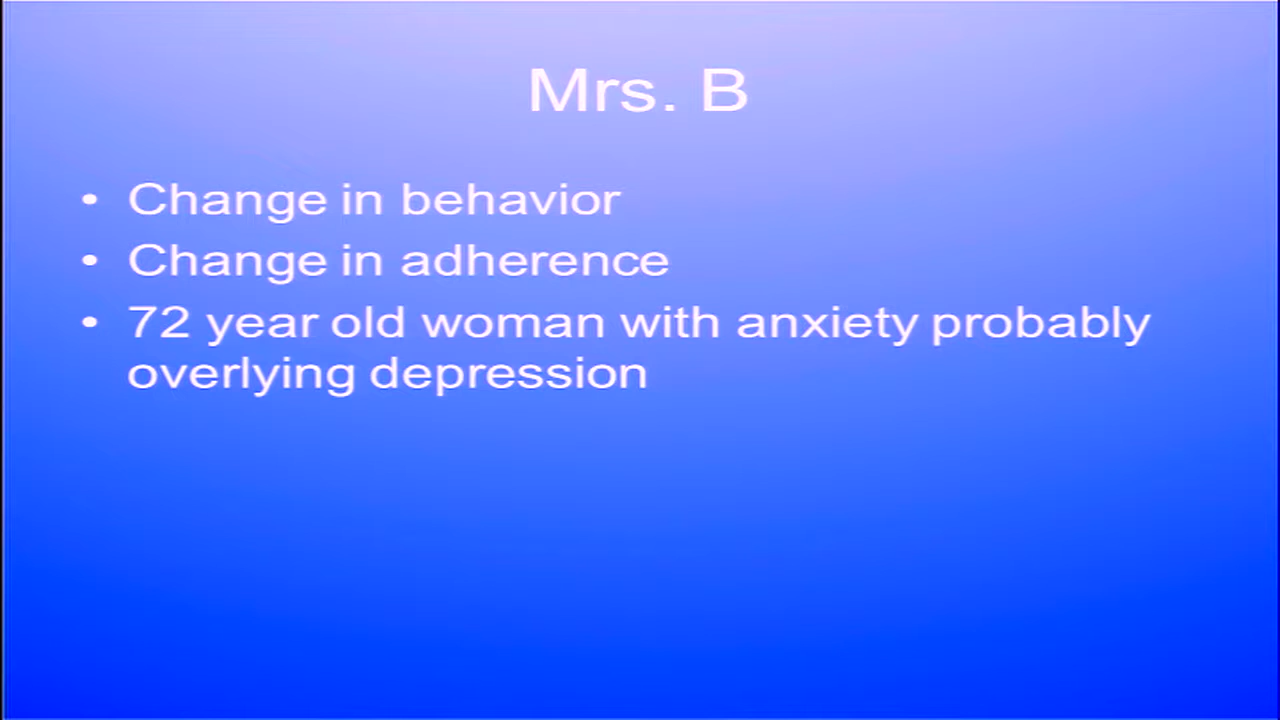 Mrs. B
• Change in behavior
• Change in adherence
• 72 year old woman with anxiety probably
overlying depression